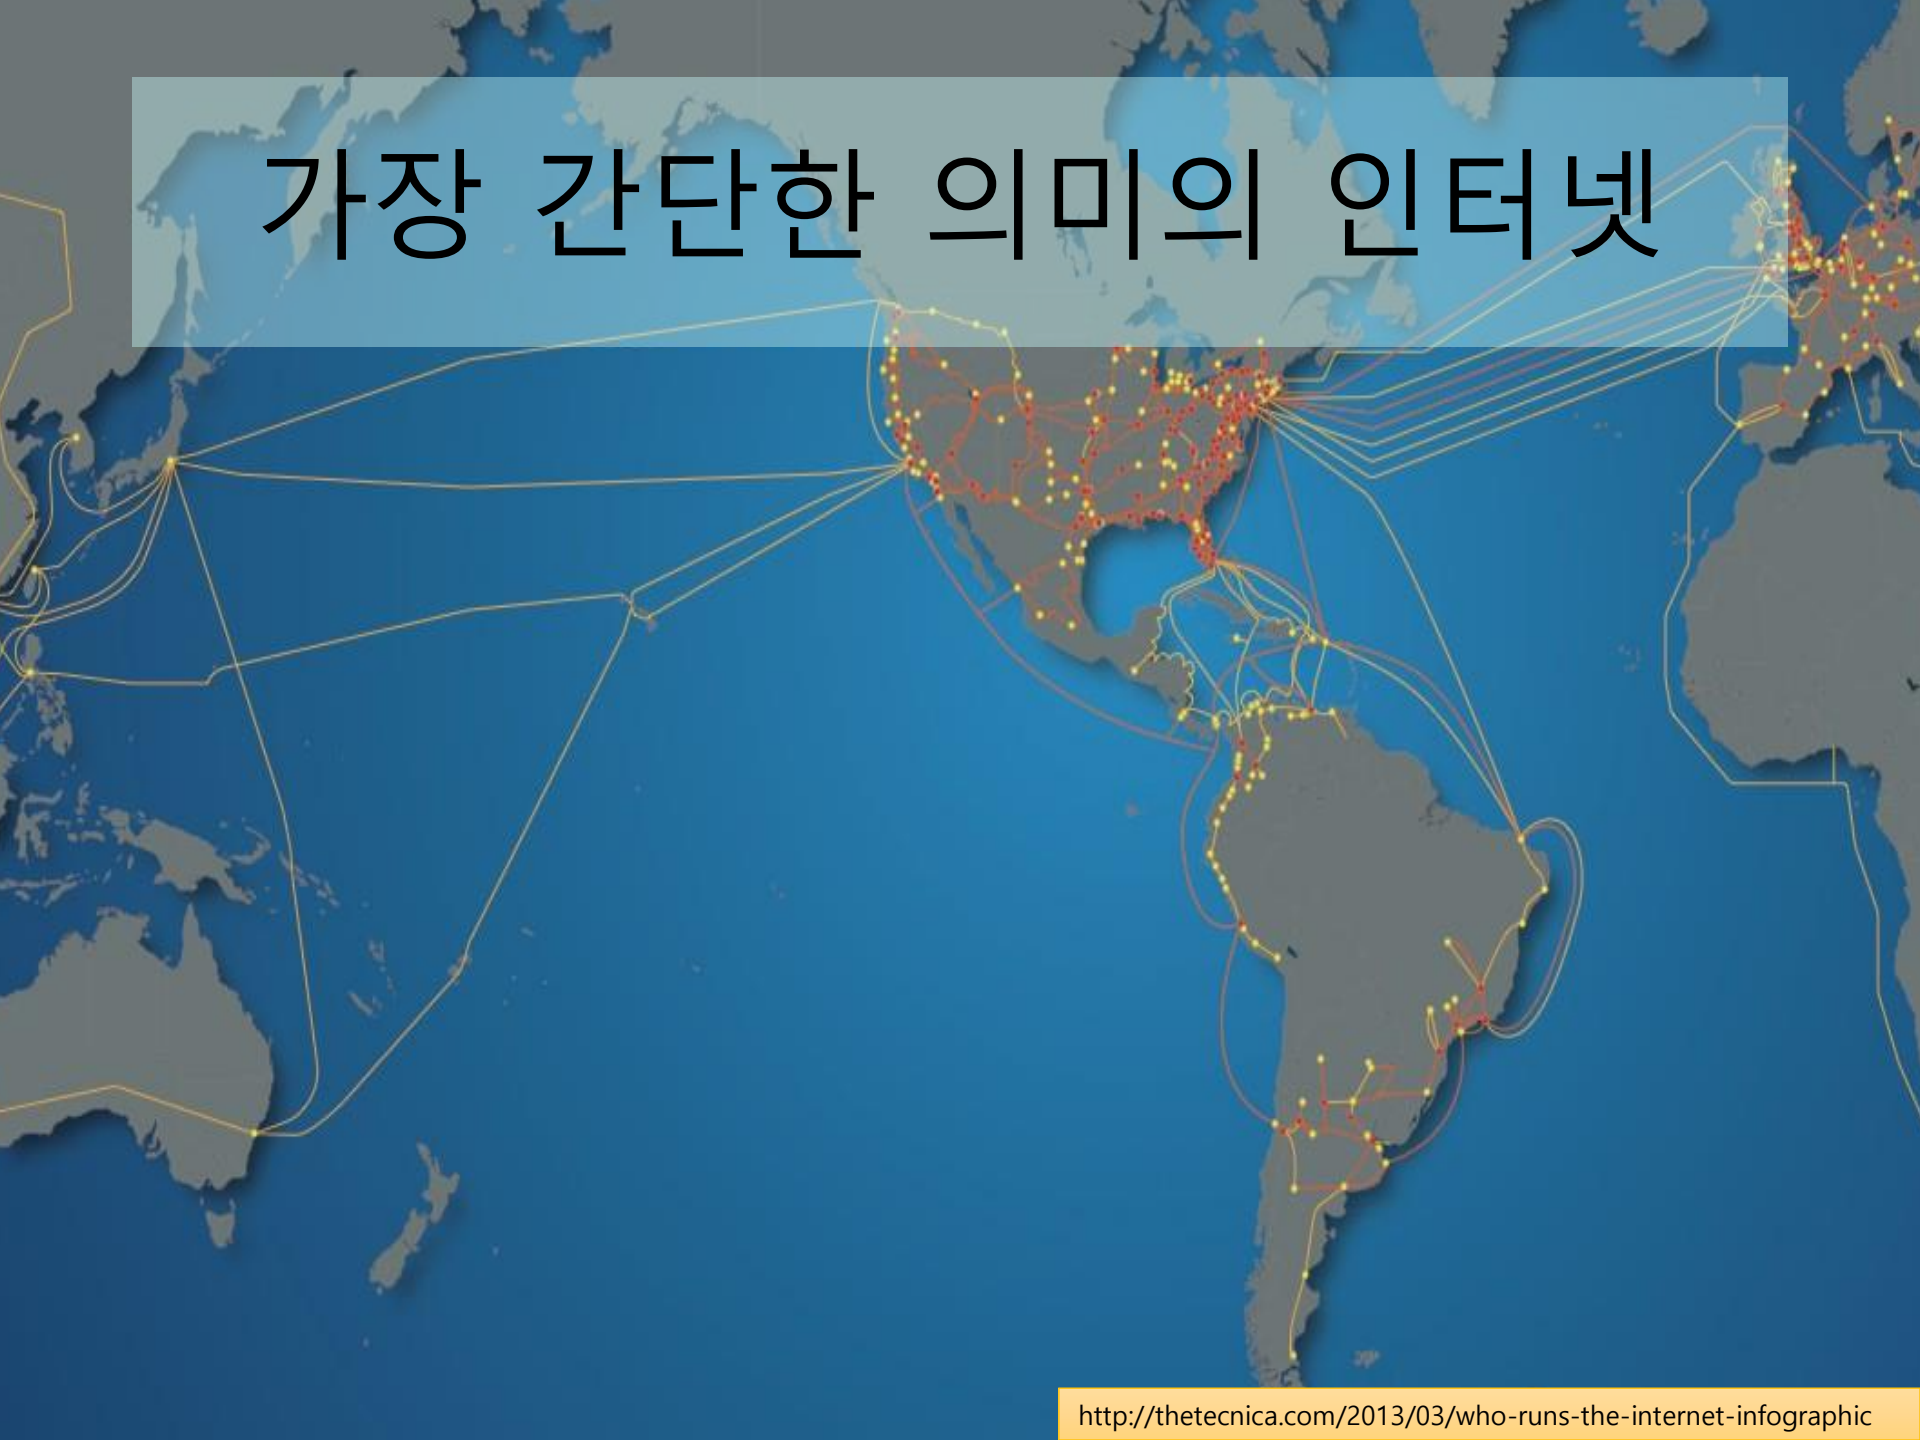 가장 간단한 의미의 인터넷
http://thetecnica.com/2013/03/who-runs-the-internet-infographic